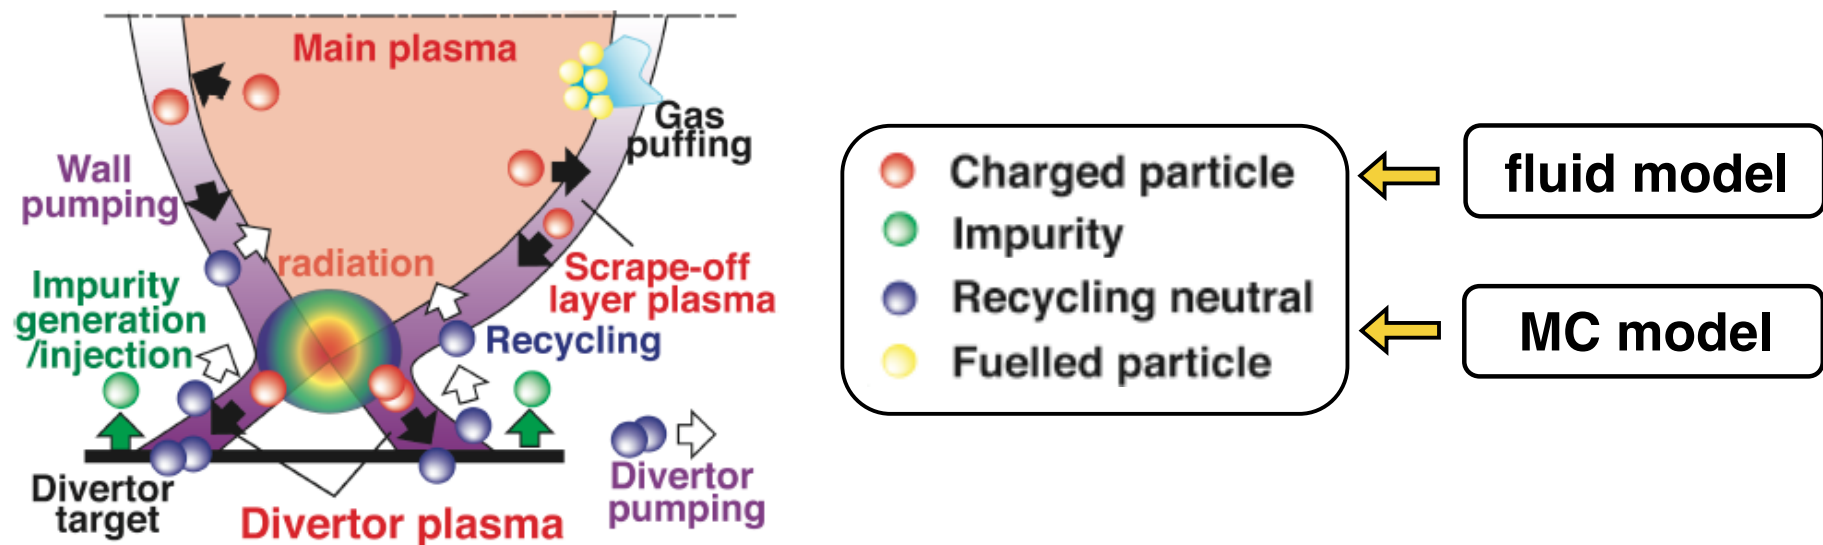 Main plasma
Gas
puffing
Wall
pumping
radiation
Scrape-off
layer plasma
Impurity
generation
/injection
Recycling
Divertor
target
Divertor plasma
Divertor
pumping
Charged particle
Impurity
Recycling neutral
Fuelled particle
fluid model
MC model